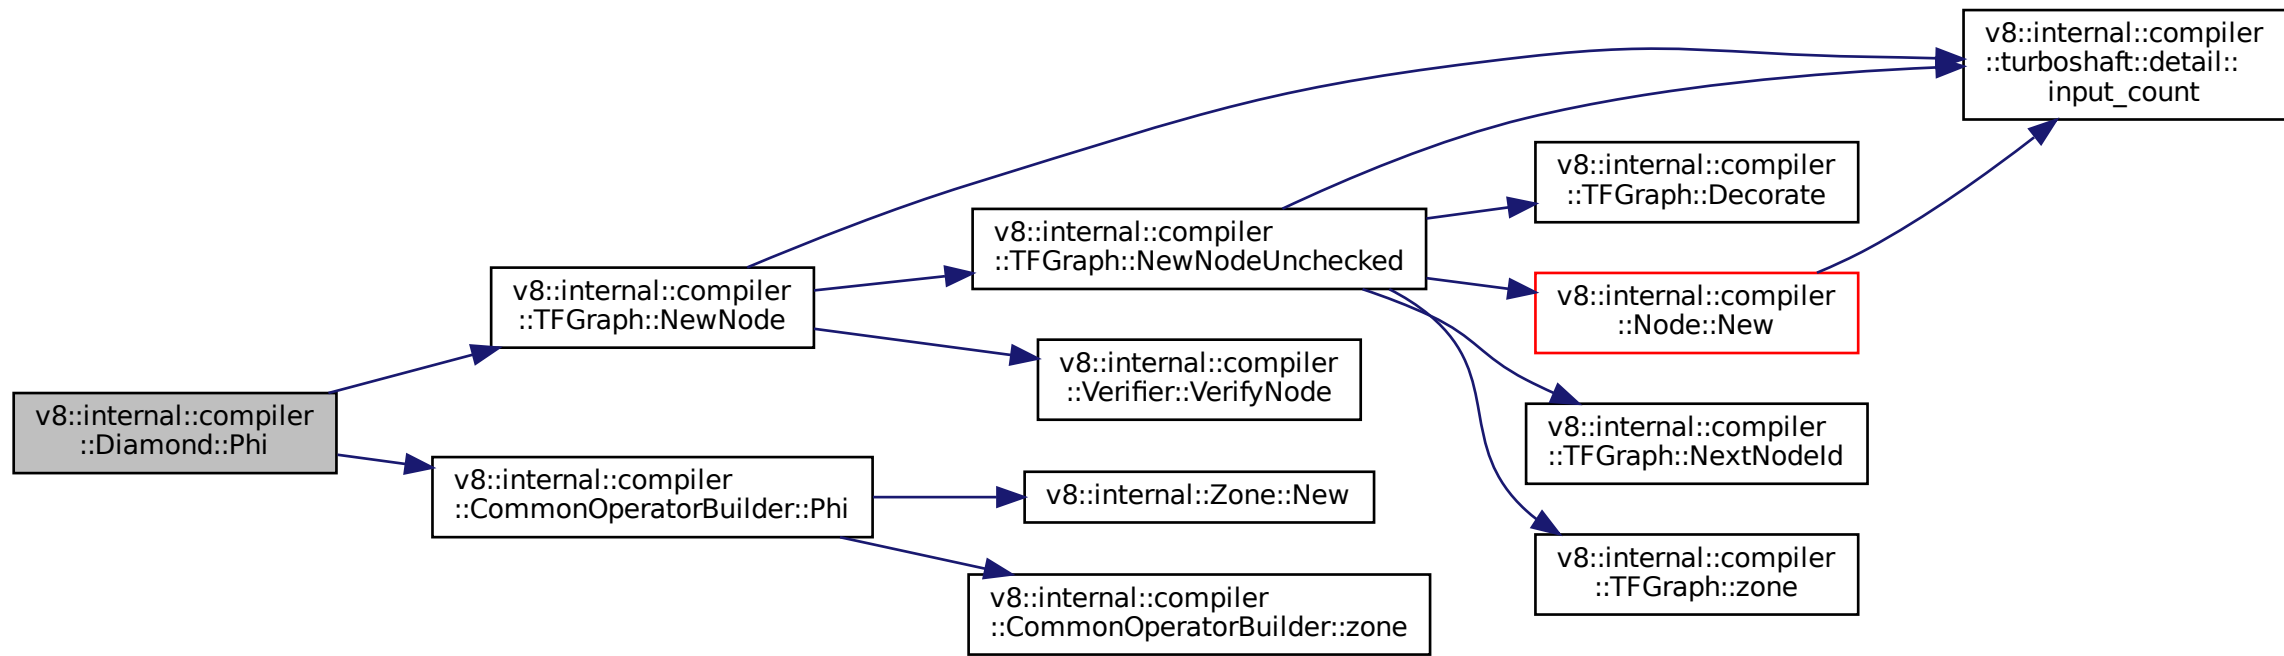 v8::internal::compiler
::Diamond::Phi
v8::internal::compiler
::TFGraph::NewNode
v8::internal::compiler
::CommonOperatorBuilder::Phi
v8::internal::compiler
::TFGraph::NewNodeUnchecked
v8::internal::compiler
::Verifier::VerifyNode
v8::internal::Zone::New
v8::internal::compiler
::CommonOperatorBuilder::zone
v8::internal::compiler
::turboshaft::detail::
input_count
v8::internal::compiler
::TFGraph::Decorate
v8::internal::compiler
::Node::New
v8::internal::compiler
::TFGraph::NextNodeId
v8::internal::compiler
::TFGraph::zone